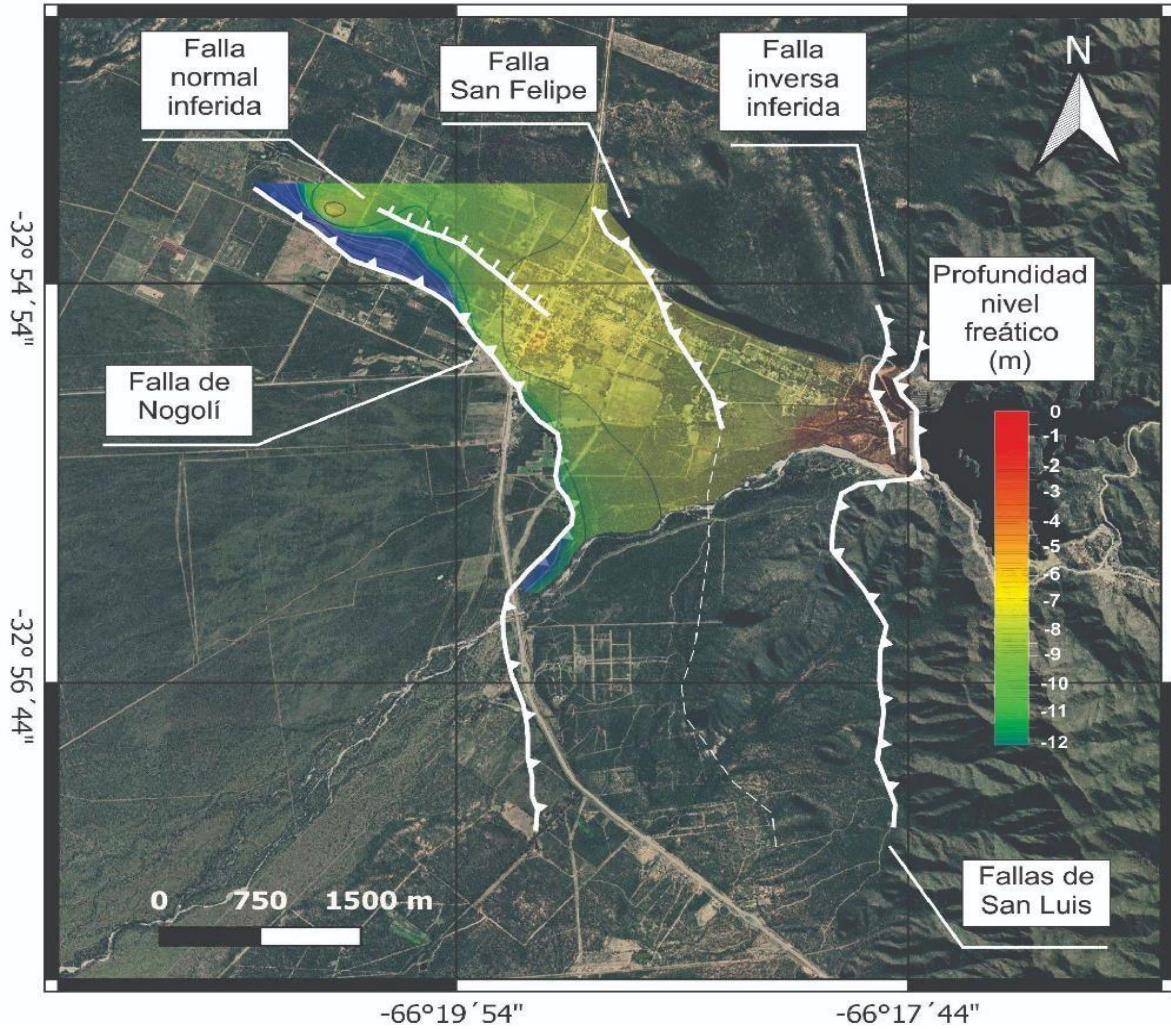 Falla
normal
inferida
Falla
San Felipe
Falla
inversa
inferida
N
-32° 54´54"
Profundidad
nivel
freático
(m)
Falla de
Nogolí
0
-1
-2
-3
-4
-5
-6
-7
-8
-9
-10
-12
-32° 56´44"
0 750 1500 m
Fallas de
San Luis
-66°19´54"
-66°17´44"